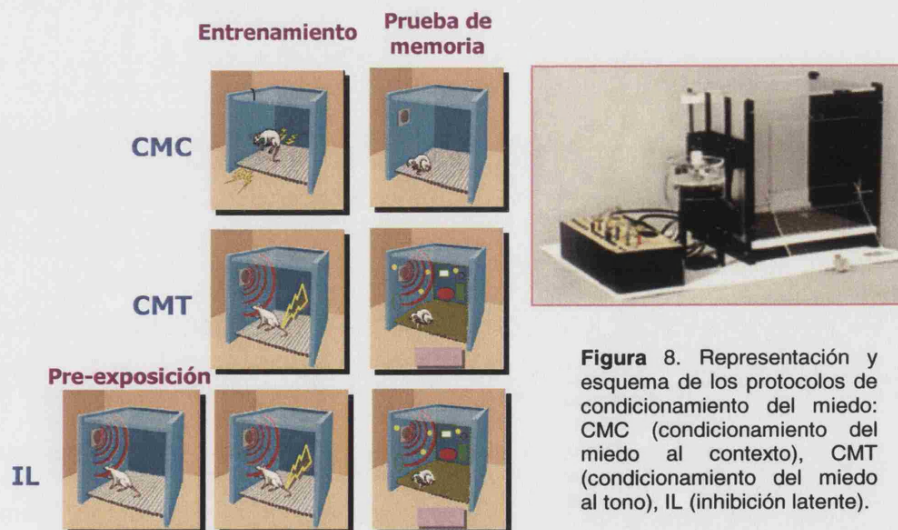 Entrenamiento
Prueba de
memoria
CMC
CMT
Pre-exposición
IL
Figura 8. Representación y
esquema de los protocolos de
condicionamiento del miedo:
CMC (condicionamiento del
miedo al contexto), CMT
(condicionamiento del miedo
al tono), IL (inhibición latente).